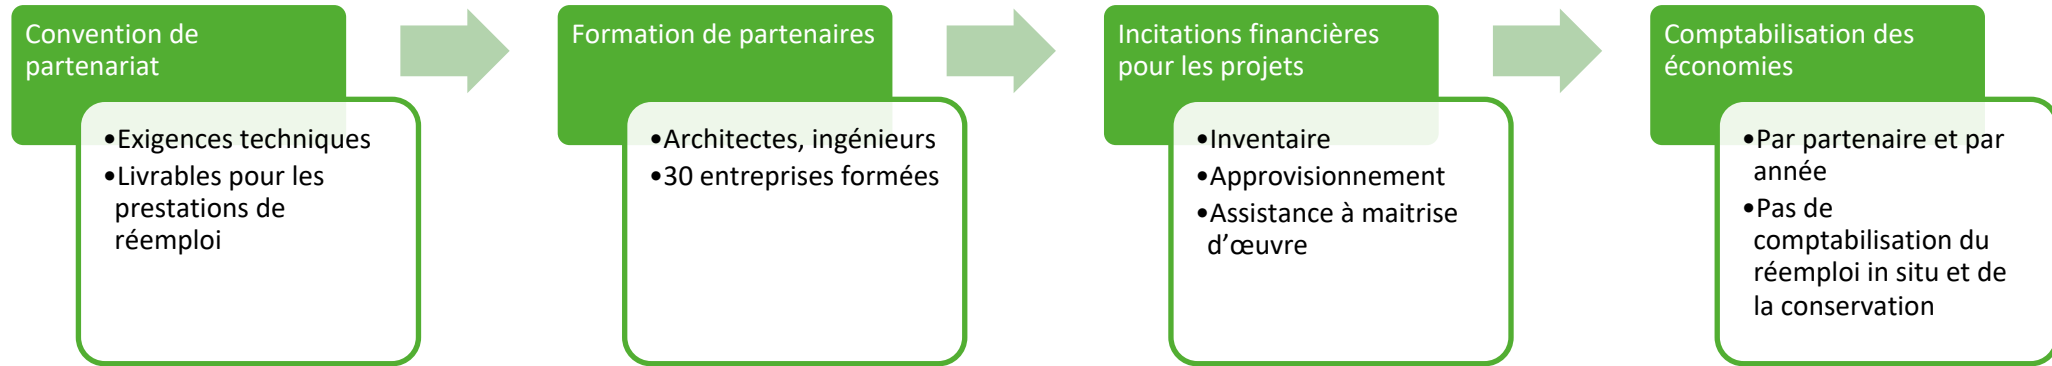 Convention de
partenariat
•Exigences techniques
•Livrables pour les
prestations de
réemploi
Formation de partenaires
•Architectes, ingénieurs
•30 entreprises formées
Incitations financières
pour les projets
•Inventaire
•Approvisionnement
•Assistance à maitrise
d’œuvre
Comptabilisation des
économies
•Par partenaire et par
année
•Pas de
comptabilisation du
réemploi in situ et de
la conservation